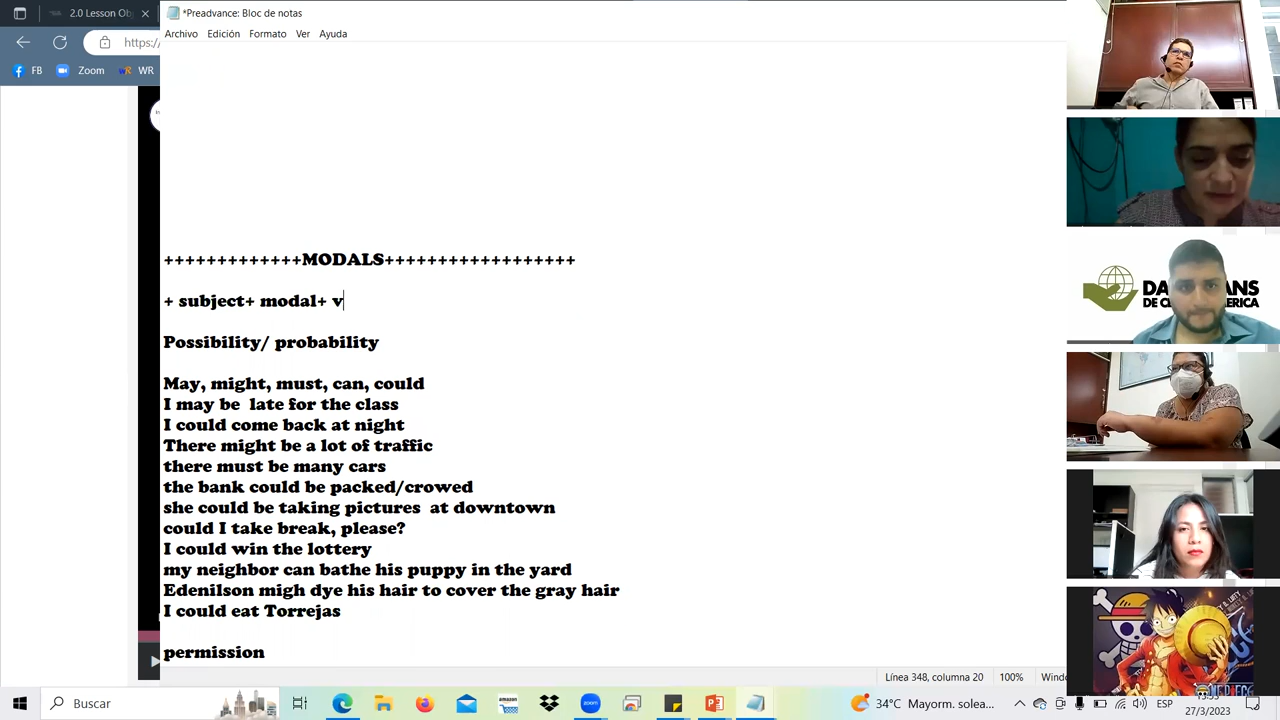 2.0 Lesson Ob
*Preadvance: Bloc de notas
Archivo Edición Formato Ver Ayuda
https:/
FB Zoom WR
+++++++++++++MODALS++++++++++++++++++
+ subject+ modal+ v
Possibility/ probability
May, might, must, can, could
I may be late for the class
I could come back at night
There might be a lot of traffic
there must be many cars
the bank could be packed/crowed
she could be taking pictures at downtown
could I take break, please?
I could win the lottery
my neighbor can bathe his puppy in the yard
Edenilson migh dye his hair to cover the gray hair
I could eat Torrejas
permission
Línea 348, columna 20 100% Windo
DE CE
ERICA
Buscar
34°C Mayorm. solea...
ESP
27/3/2023